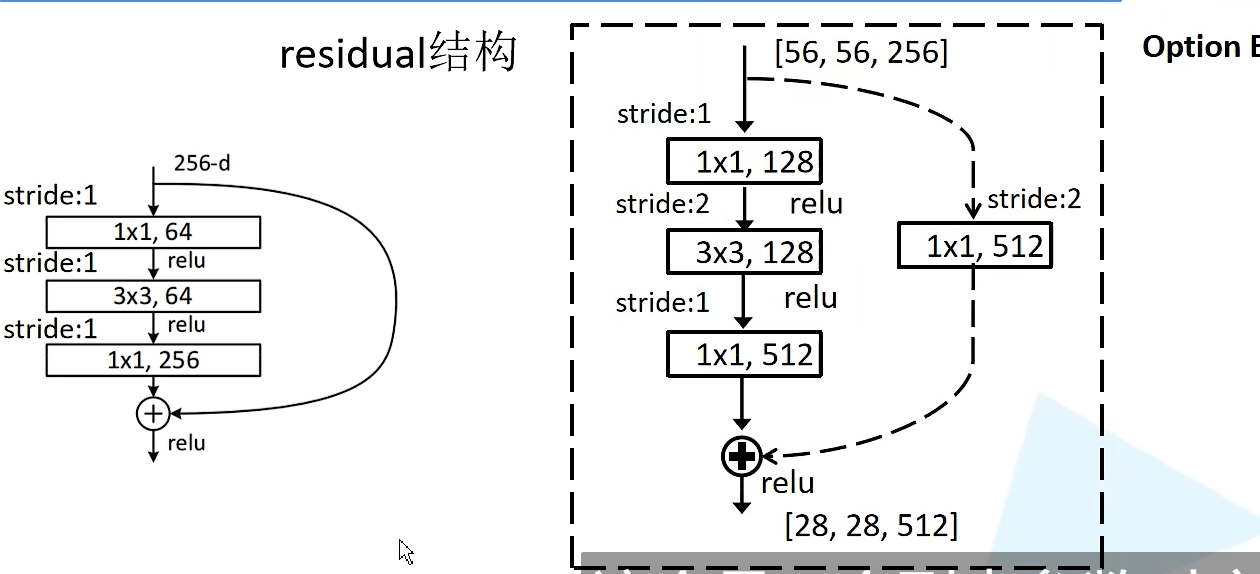 residual结构
256-d
stride:1
1x1, 64
stride:1
relu
3x3, 64
stride:1
relu
1x1, 256
relu
[56, 56, 256]
stride:1
1x1, 128
stride:2
relu
stride:2
3x3, 128
1x1, 512
stride:1
relu
1x1, 512
relu
[28, 28, 512]
Option